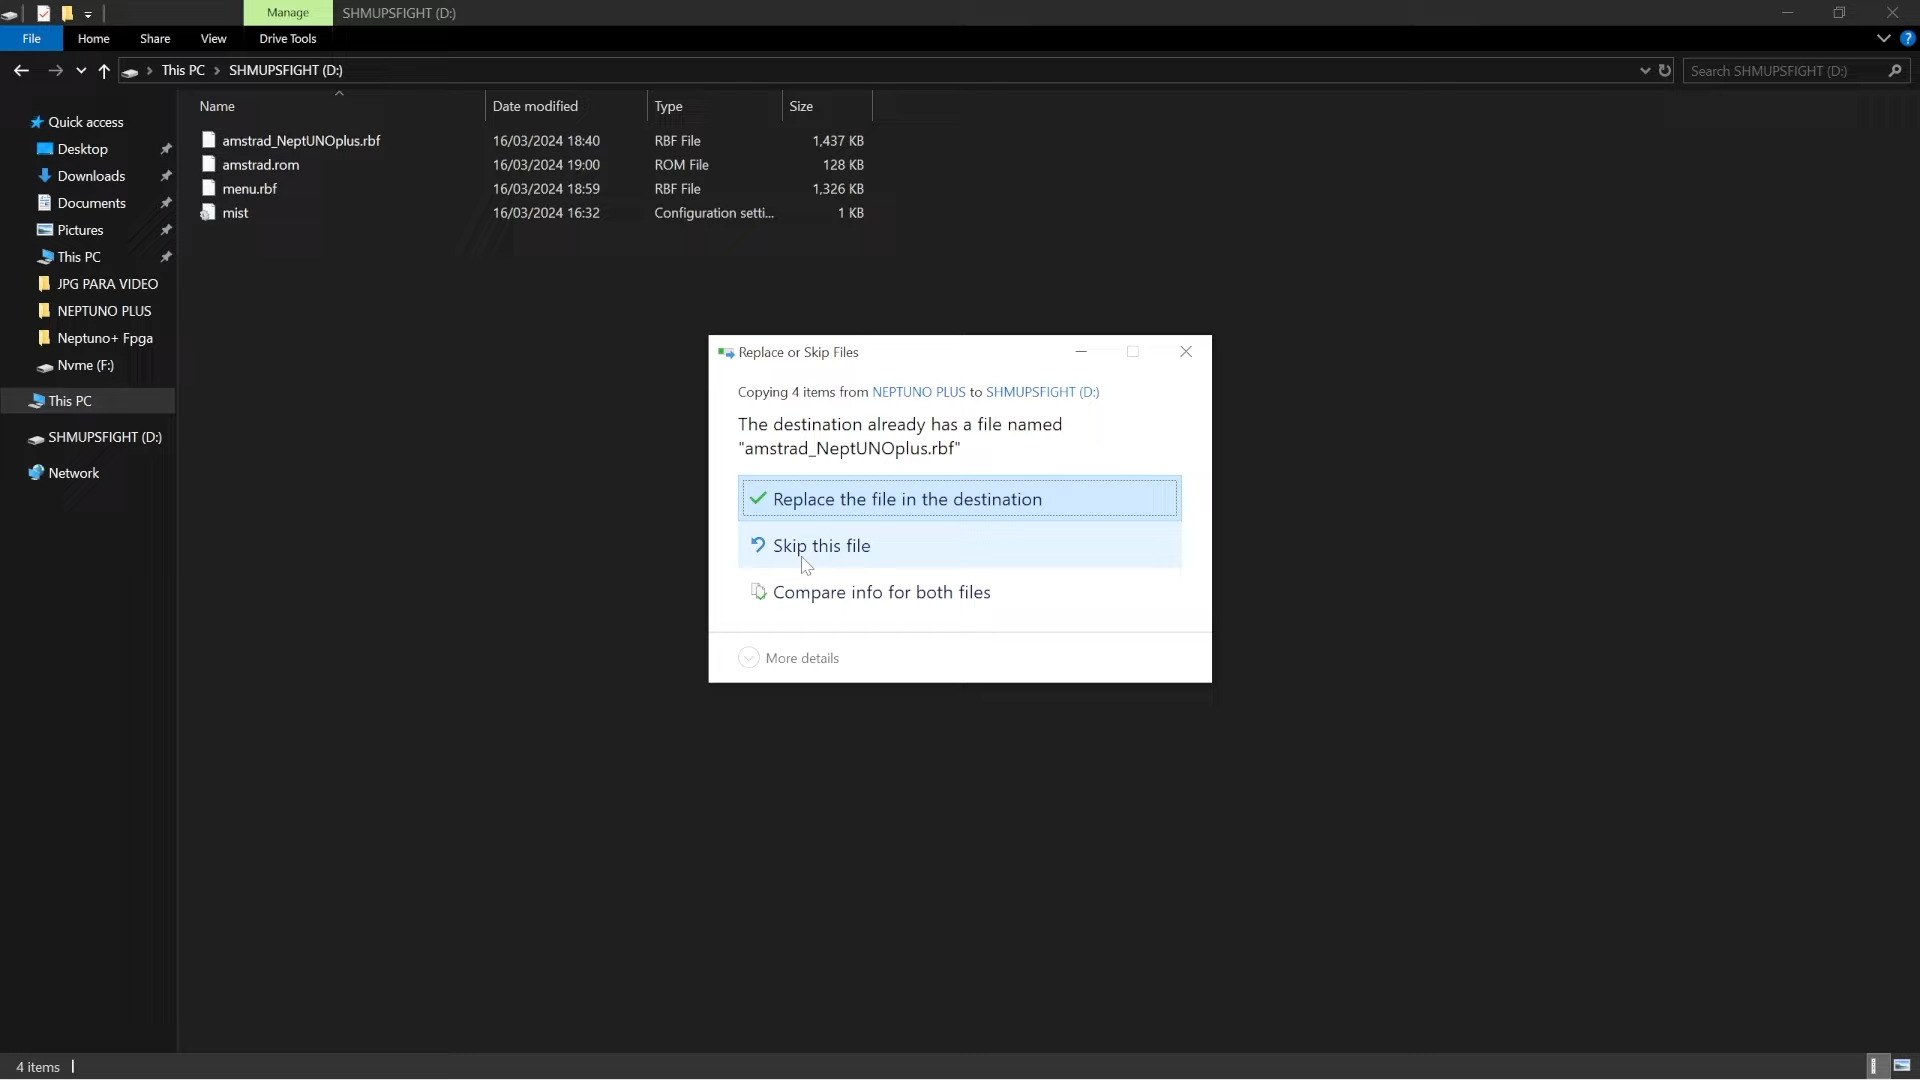 Manage
SHMUPSFIGHT (D:)
File
Home
Share
View
Drive Tools
This PC
SHMUPSFIGHT (D:)
Search SHMUPSFIGHT (D:)
Name
Date modified
Type
Size
Quick access
Desktop
Downloads
Documents
Pictures
This PC
JPG PARA VIDEO
NEPTUNO PLUS
Neptuno+ Fpga
Nvme (F:)
This PC
SHMUPSFIGHT (D:)
Network
amstrad_NeptUNOplus.rbf 16/03/2024 18:40 RBF File 1,437 KB
amstrad.rom 16/03/2024 19:00 ROM File 128 KB
menu.rbf 16/03/2024 18:59 RBF File 1,326 KB
mist 16/03/2024 16:32 Configuration setti... 1 KB
Replace or Skip Files
Copying 4 items from NEPTUNO PLUS to SHMUPSFIGHT (D:)
The destination already has a file named
"amstrad_NeptUNOplus.rbf"
Replace the file in the destination
Skip this file
Compare info for both files
More details
4 items